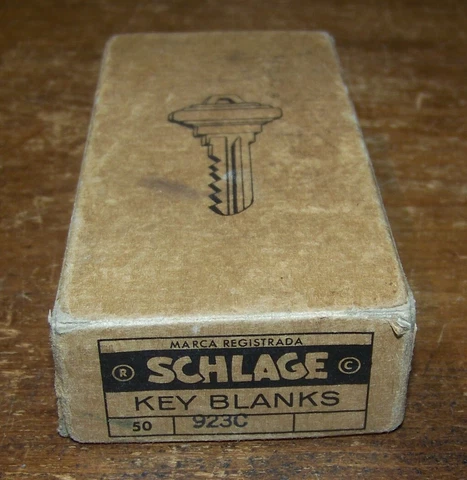 MARCA REGISTRADA
® SCHLAGE ©
KEY BLANKS
50 923C